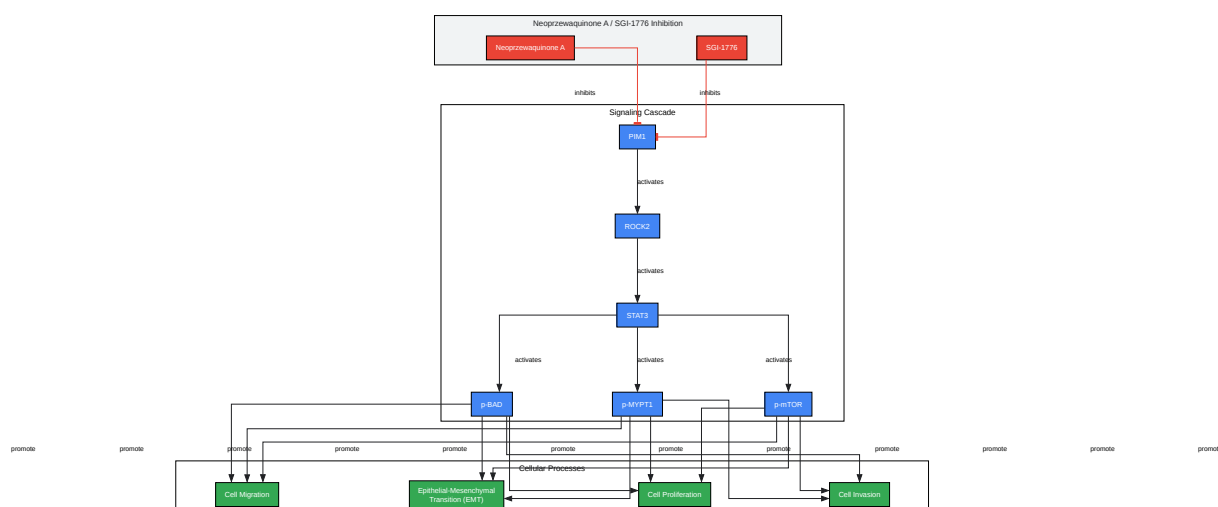 Neoprzewaquinone A / SGI-1776 Inhibition
Neoprzewaquinone A
SGI-1776
inhibits
inhibits
Signaling Cascade
PIM1
activates
ROCK2
activates
STAT3
activates
activates
activates
p-BAD
p-MYPT1
p-mTOR
promote
promote
promote
promote
promote
promote
promote
promote
promote
promote
promote
Cellular Processes
Cell Migration
Epithelial-Mesenchymal
Transition (EMT)
Cell Proliferation
Cell Invasion